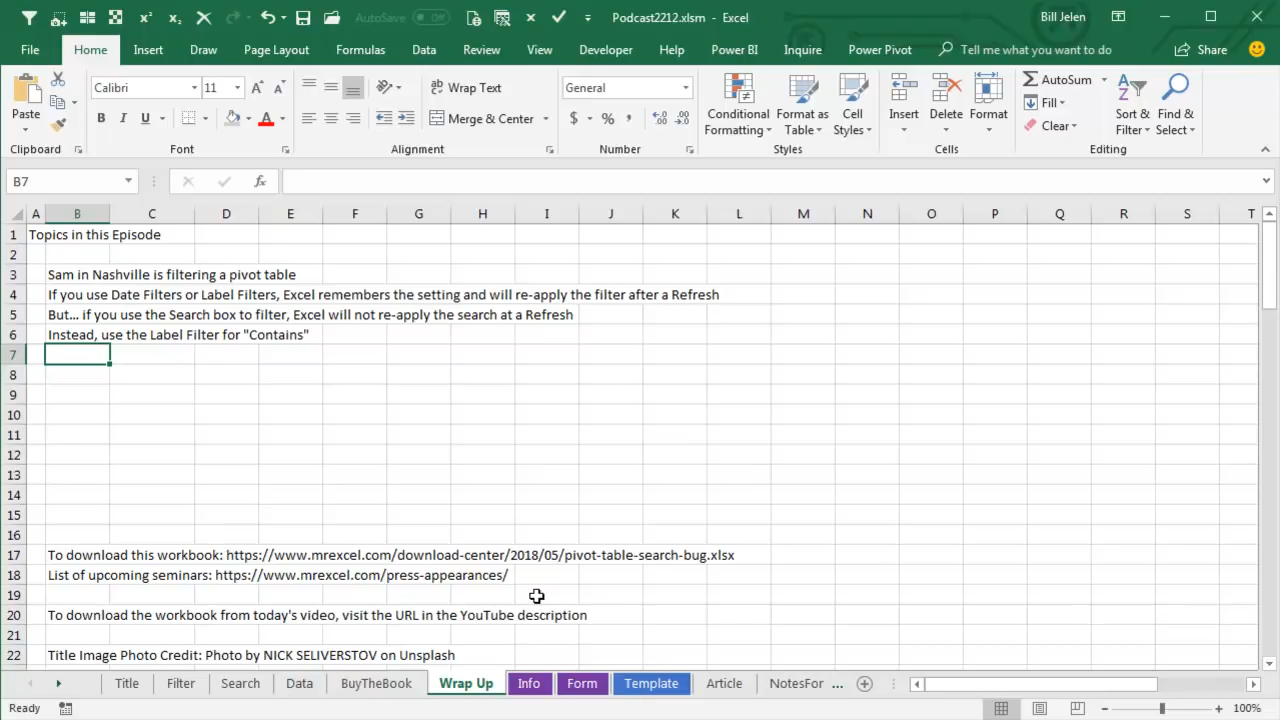 AutoSave Off
Podcast2212.xlsm - Excel
Bill Jelen
File Home Insert Draw Page Layout Formulas Data Review View Developer Help Power BI Inquire Power Pivot Tell me what you want to do Share
Paste
Calibri 11
B I U A
Wrap Text
Merge & Center
General
$ % ,
Conditional Formatting
Format as Table
Cell Styles
Insert Delete Format
AutoSum
Fill
Clear
Sort & Filter
Find & Select
Clipboard Font Alignment Number Styles Cells Editing
B7 fx
A B C D E F G H I J K L M N O P Q R S T
1 Topics in this Episode
2
3 Sam in Nashville is filtering a pivot table
4 If you use Date Filters or Label Filters, Excel remembers the setting and will re-apply the filter after a Refresh
5 But... if you use the Search box to filter, Excel will not re-apply the search at a Refresh
6 Instead, use the Label Filter for "Contains"
7
8
9
10
11
12
13
14
15
16
17 To download this workbook: https://www.mrexcel.com/download-center/2018/05/pivot-table-search-bug.xlsx
18 List of upcoming seminars: https://www.mrexcel.com/press-appearances/
19
20 To download the workbook from today's video, visit the URL in the YouTube description
21
22 Title Image Photo Credit: Photo by NICK SELIVERSTOV on Unsplash
Title Filter Search Data BuyTheBook Wrap Up Info Form Template Article NotesFor ...
Ready
100%